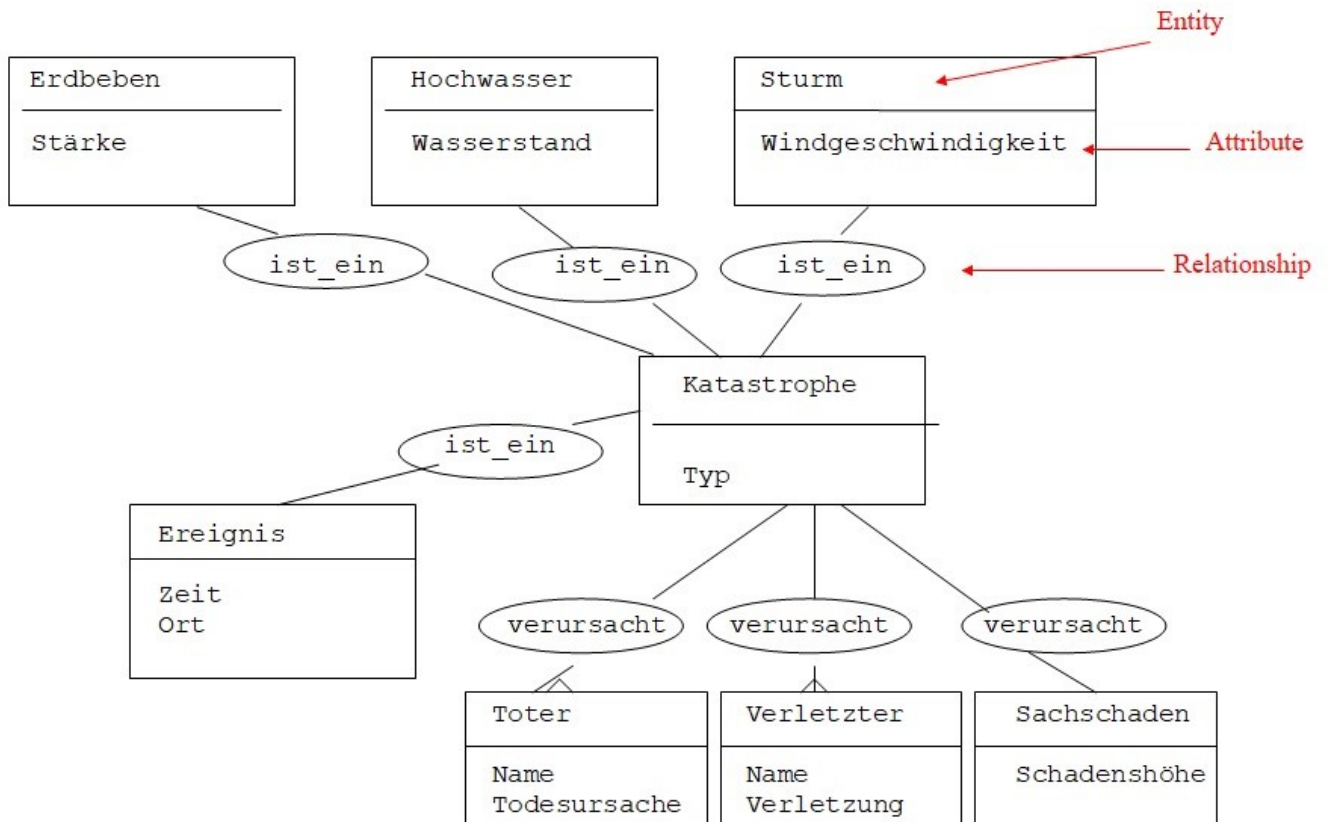 Entity
Erdbeben
Hochwasser
Sturm
Stärke
Wasserstand
Windgeschwindigkeit
Attribute
ist_ein
ist_ein
ist_ein
Relationship
Katastrophe
Typ
ist_ein
Ereignis
Zeit
Ort
verursacht
verursacht
verursacht
Toter
Verletzter
Sachschaden
Name
Todesursache
Name
Verletzung
Schadenshöhe